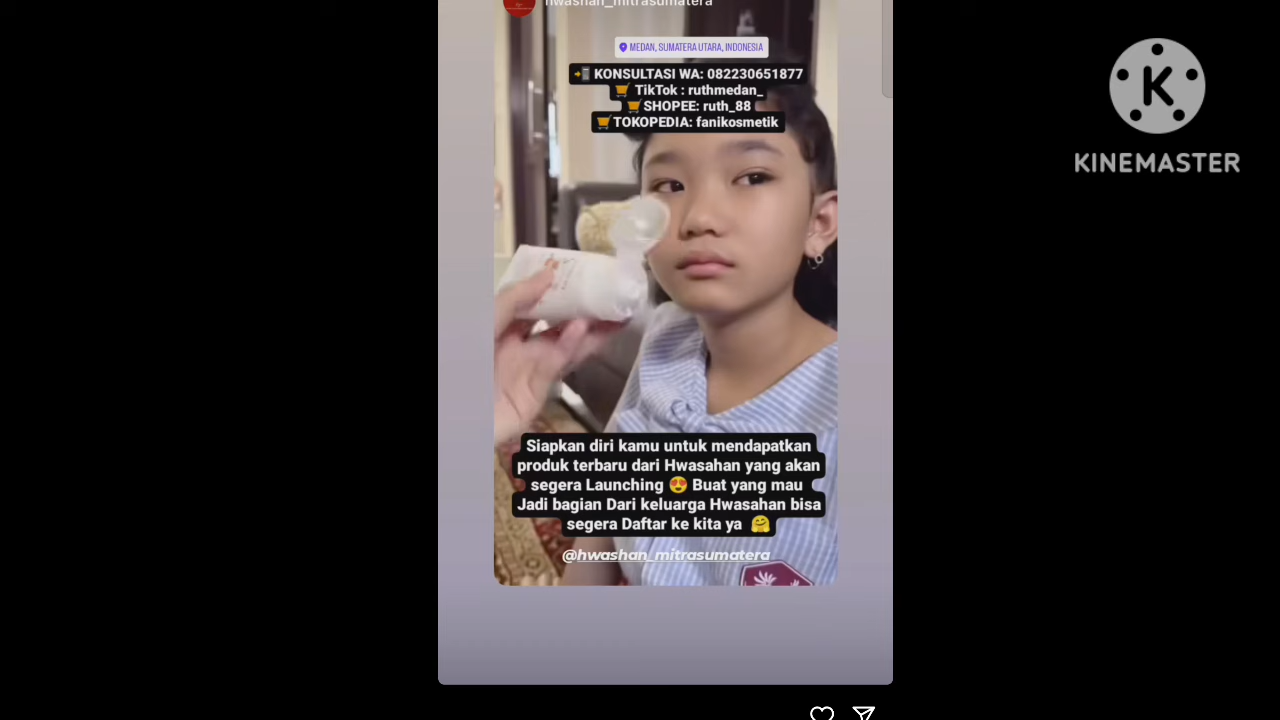 hwashan_mitrasumatera
MEDAN, SUMATERA UTARA, INDONESIA
KONSULTASI WA: 082230651877
TikTok : ruthmedan_
SHOPEE: ruth_88
TOKOPEDIA: fanikosmetik
K
KINEMASTER
Siapkan diri kamu untuk mendapatkan
produk terbaru dari Hwasahan yang akan
segera Launching 😍 Buat yang mau
Jadi bagian Dari keluarga Hwasahan bisa
segera Daftar ke kita ya 🤗
@hwashan_mitrasumatera